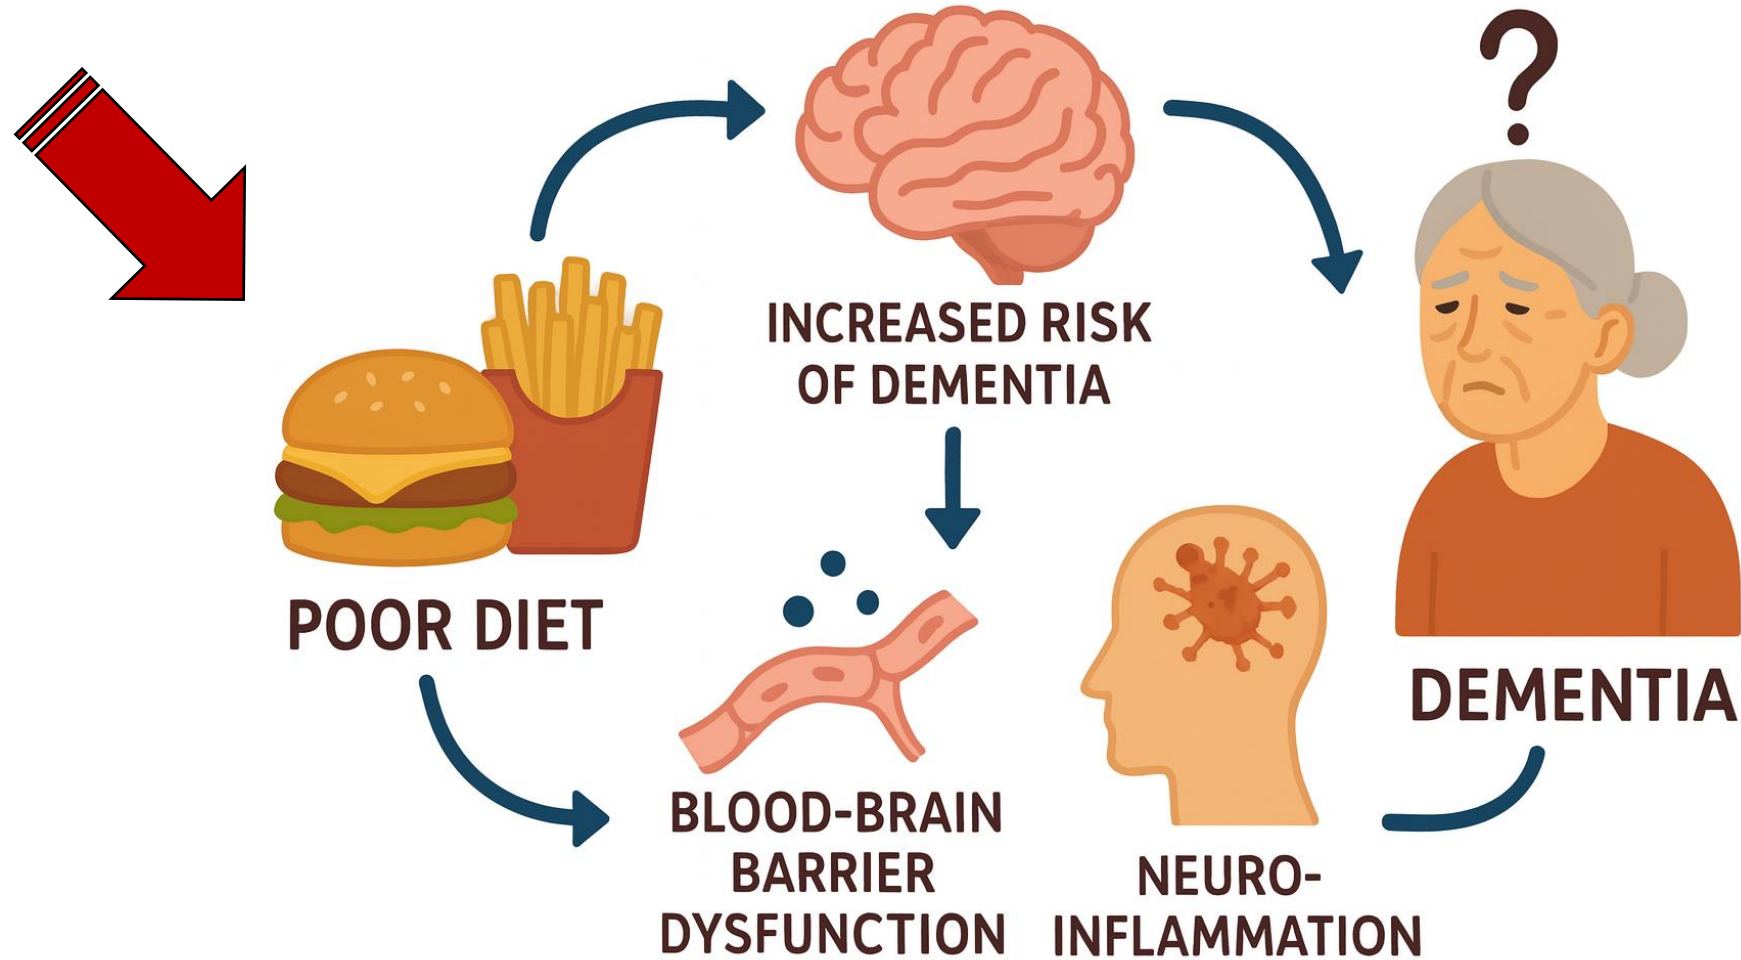 ?
INCREASED RISK
OF DEMENTIA
POOR DIET
BLOOD-BRAIN
BARRIER
DYSFUNCTION
NEURO-
INFLAMMATION
DEMENTIA